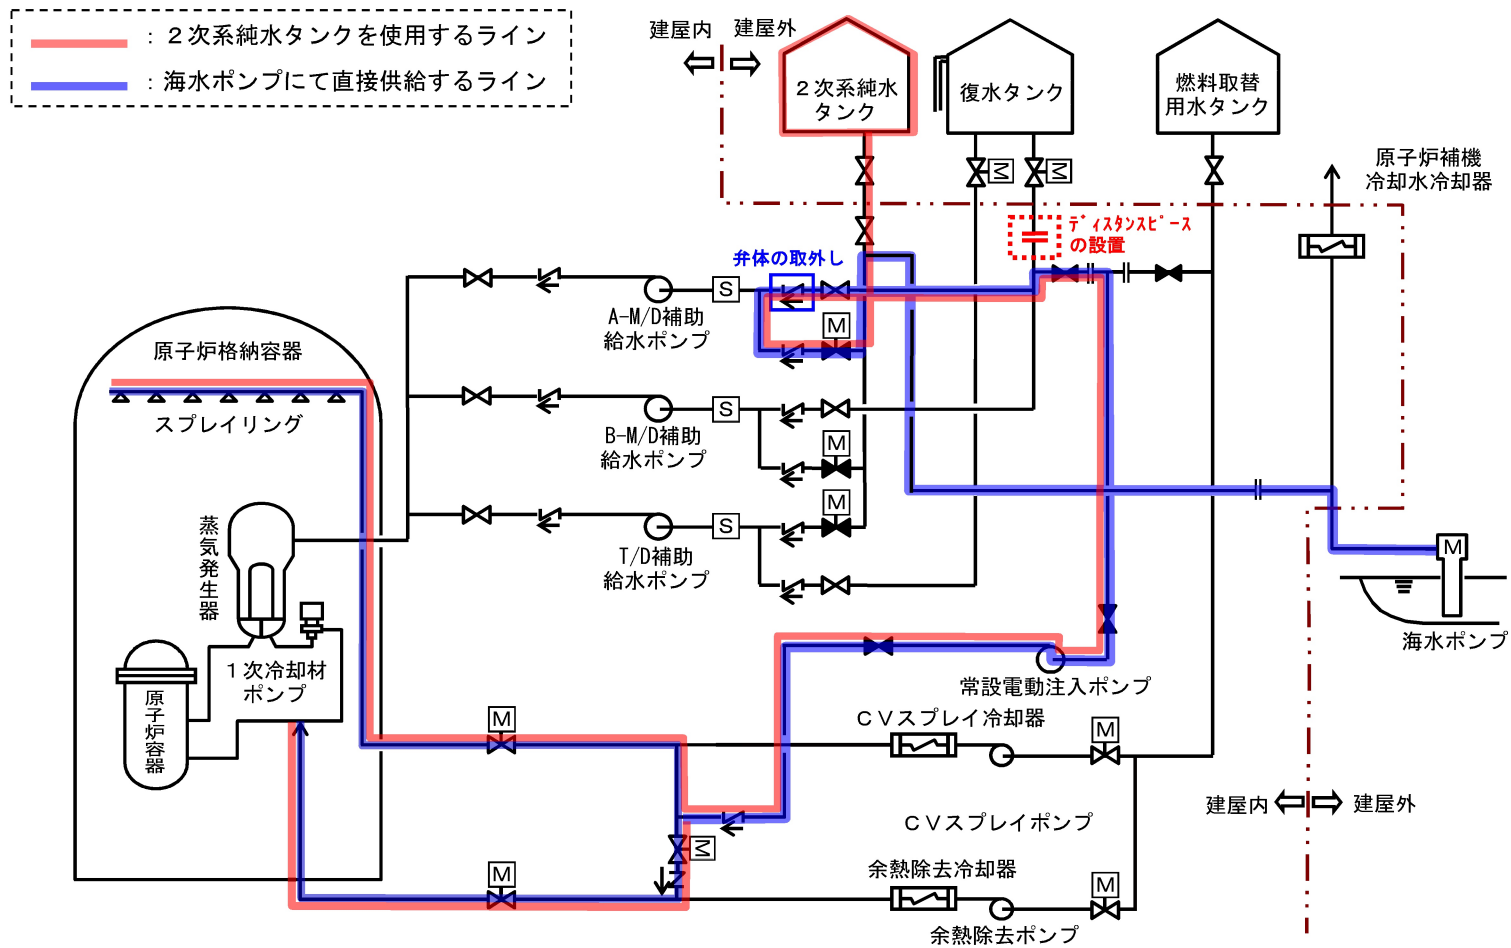 ：２次系純水タンクを使用するライン
：海水ポンプにて直接供給するライン
建屋内
建屋外
２次系純水
タンク
復水タンク
燃料取替
用水タンク
M
M
原子炉補機
冷却水冷却器
ﾃﾞｨｽﾀﾝｽﾋﾟｰｽ
の設置
弁体の取外し
S
A-M/D補助
給水ポンプ
M
原子炉格納容器
スプレイリング
S
B-M/D補助
給水ポンプ
M
M
S
T/D補助
給水ポンプ
蒸気発生器
M
海水ポンプ
１次冷却材
ポンプ
原子炉容器
常設電動注入ポンプ
M
ＣＶスプレイ冷却器
M
建屋内
建屋外
ＣＶスプレイポンプ
M
M
余熱除去冷却器
M
余熱除去ポンプ